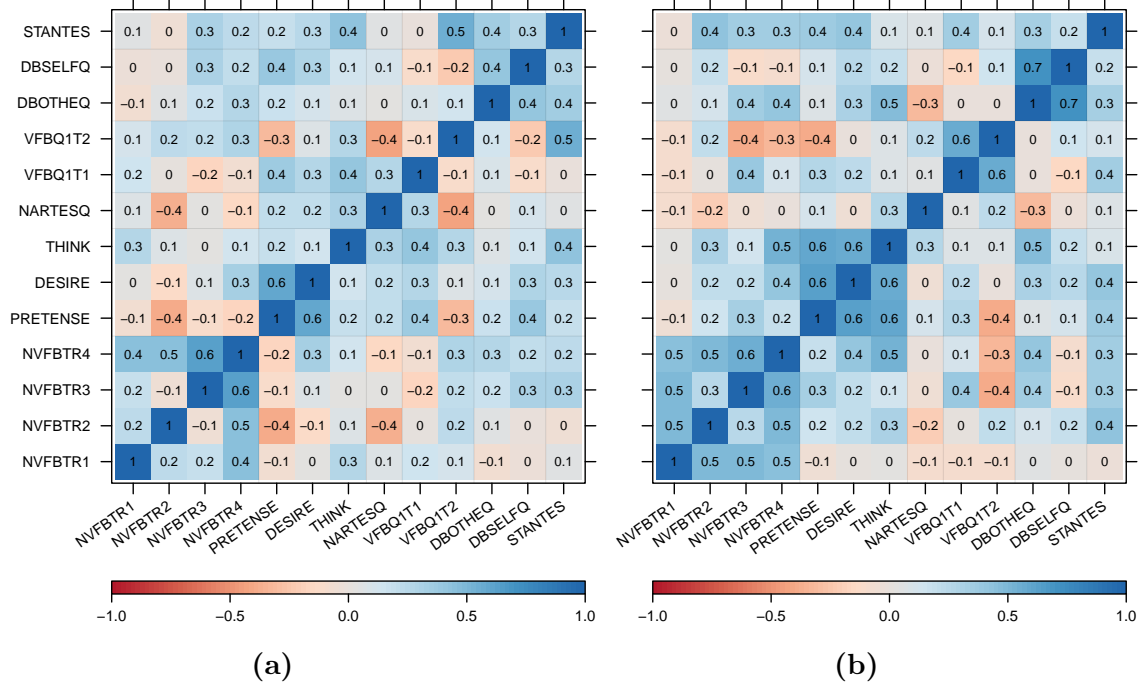 STANTES 0.1 0 0.3 0.2 0.2 0.3 0.4 0 0 0.5 0.4 0.3 1 0 0.4 0.3 0.3 0.4 0.4 0.1 0.1 0.4 0.2 0.3 0.2 1
DBSELFQ 0 0 0.3 0.2 0.4 0.3 0.1 0.1 −0.1 −0.2 0.4 1 0.3 0 0.2 −0.1 −0.1 0.1 0.2 0.2 0 −0.1 0.1 0.7 1 0.2
DBOTHEQ −0.1 0.1 0.2 0.3 0.2 0.1 0.1 0 0.1 0.1 1 0.4 0.4 0 0.1 0.4 0.4 0.1 0.3 0.5 −0.3 0 0 1 0.7 0.3
VFBQ1T2 0.1 0.2 0.2 0.3 −0.3 0.1 0.3 −0.4 −0.1 1 0.1 −0.2 0.5 −0.1 0.2 −0.4 −0.3 −0.4 0 0.1 0.2 0.6 1 0 0.1 0.2
VFBQ1T1 0.2 0 −0.2 −0.1 0.4 0.3 0.4 0.3 1 −0.1 0.1 −0.1 0 −0.1 0 0.4 0.1 0.3 0.2 0.1 0.1 1 0.6 0 −0.1 0.4
NARTESQ 0.1 −0.4 0 −0.1 0.2 0.2 0.3 1 0.3 −0.4 0 0.1 0 −0.1 −0.2 0 0 0.1 0 0.3 1 0.1 0.2 −0.3 0 0.1
THINK 0.3 0.1 0 0.1 0.2 0.1 1 0.3 0.4 0.3 0.1 0.1 0.4 0 0.3 0.1 0.5 0.6 0.6 1 0.3 0.1 0.1 0.5 0.2 0.1
DESIRE 0 −0.1 0.1 0.3 0.6 1 0.1 0.2 0.3 0.1 0.1 0.3 0.3 0 0.2 0.2 0.4 0.6 1 0.6 0 0.2 0 0.3 0.2 0.4
PRETENSE −0.1 −0.4 −0.1 −0.2 1 0.6 0.2 0.2 0.4 −0.3 0.2 0.4 0.2 −0.1 0.2 0.3 0.2 1 0.6 0.6 0.1 0.3 −0.4 0.1 0.1 0.4
NVFBTR4 0.4 0.5 0.6 1 −0.2 0.3 0.1 −0.1 −0.1 0.3 0.3 0.2 0.2 0.5 0.5 0.6 1 0.2 0.4 0.5 0 0.1 −0.3 0.4 −0.1 0.3
NVFBTR3 0.2 −0.1 1 0.6 −0.1 0.1 0 0 −0.2 0.2 0.2 0.3 0.3 0.5 0.3 1 0.6 0.3 0.2 0.1 0 0.4 −0.4 0.4 −0.1 0.3
NVFBTR2 0.2 1 −0.1 0.5 −0.4 −0.1 0.1 −0.4 0 0.2 0.1 0 0 0.5 1 0.3 0.5 0.2 0.2 0.3 −0.2 0 0.2 0.1 0.2 0.4
NVFBTR1 1 0.2 0.2 0.4 −0.1 0 0.3 0.1 0.2 0.1 −0.1 0 0.1 1 0.5 0.5 0.5 −0.1 0 0 −0.1 −0.1 −0.1 0 0 0
NVFBTR1 NVFBTR2 NVFBTR3 NVFBTR4 PRETENSE DESIRE THINK NARTESQ VFBQ1T1 VFBQ1T2 DBOTHEQ DBSELFQ STANTES NVFBTR1 NVFBTR2 NVFBTR3 NVFBTR4 PRETENSE DESIRE THINK NARTESQ VFBQ1T1 VFBQ1T2 DBOTHEQ DBSELFQ STANTES
−1.0 −0.5 0.0 0.5 1.0 −1.0 −0.5 0.0 0.5 1.0
(a) (b)